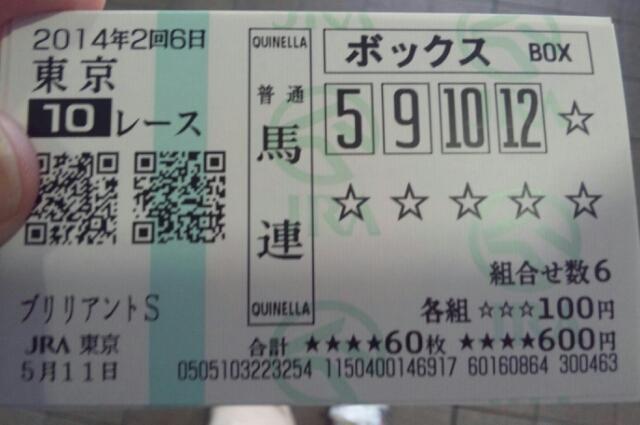 2014年2回6日
東京
10レース
ブリリアントS
JRA 東京
5月11日
QUINELLA
普通
馬連
QUINELLA
ボックス BOX
5 9 10 12 ☆
☆ ☆ ☆ ☆ ☆
組合せ数6
各組 ☆☆☆100円
合計 ★★★★60枚 ★★★★600円
0505103223254 1150400146917 60160864 300463